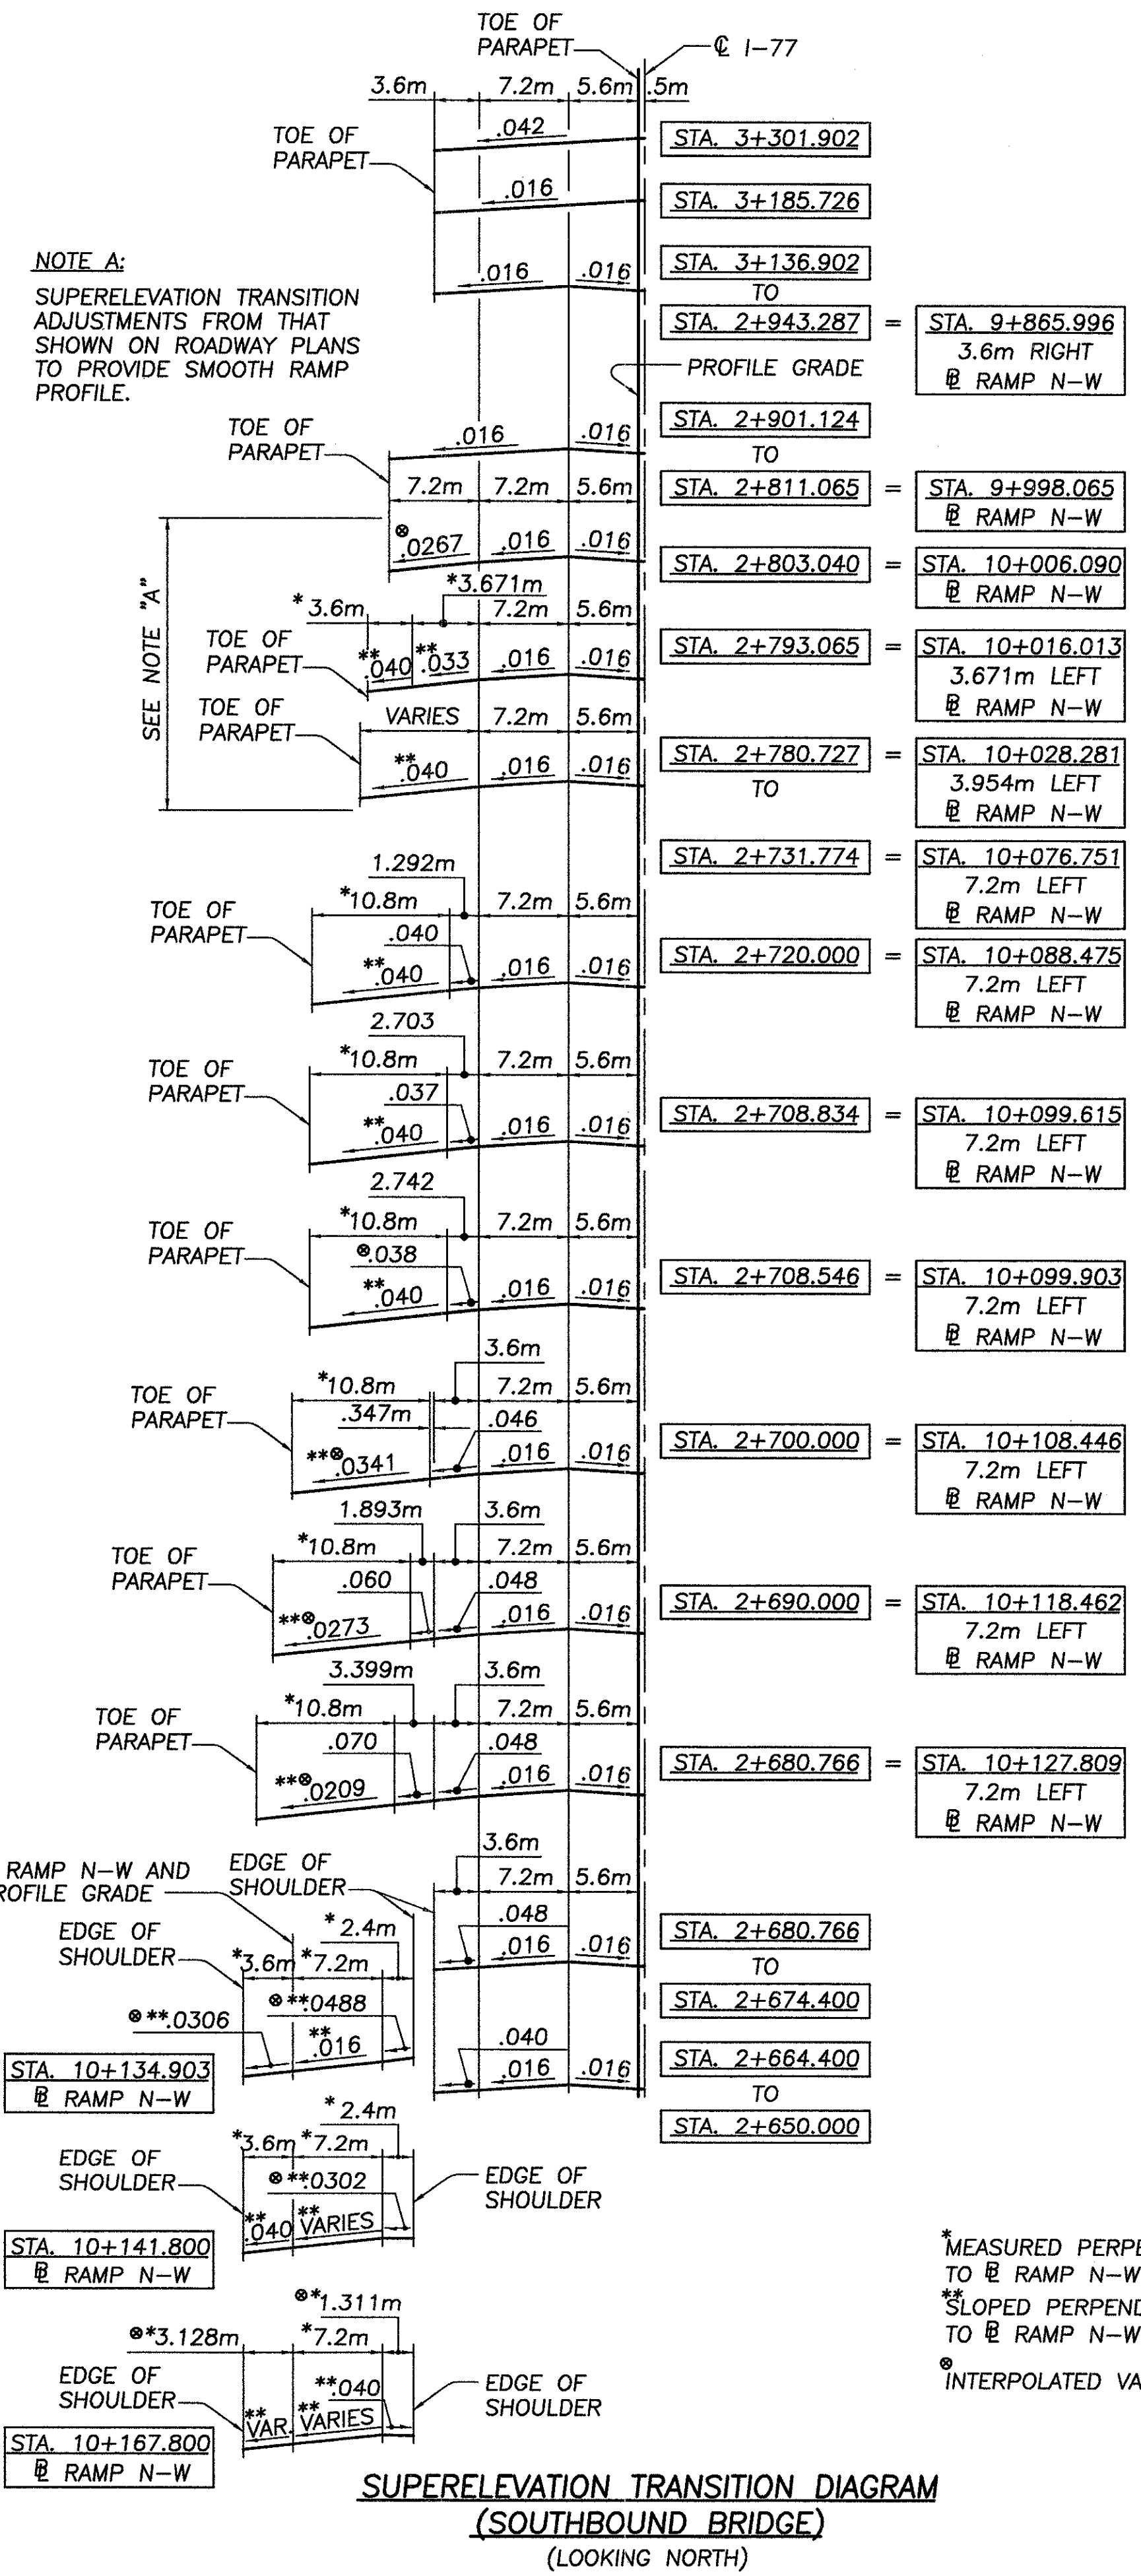 TOE OF
PARAPET
℄ I-77
3.6m 7.2m 5.6m .5m
.042
STA. 3+301.902
TOE OF
PARAPET
.016
STA. 3+185.726
.016 .016
STA. 3+136.902
TO
STA. 2+943.287 = STA. 9+865.996
3.6m RIGHT
℄ RAMP N-W
NOTE A:
SUPERELEVATION TRANSITION
ADJUSTMENTS FROM THAT
SHOWN ON ROADWAY PLANS
TO PROVIDE SMOOTH RAMP
PROFILE.
PROFILE GRADE
TOE OF
PARAPET
.016 .016
STA. 2+901.124
TO
STA. 2+811.065 = STA. 9+998.065
℄ RAMP N-W
7.2m 7.2m 5.6m
⊗ .0267 .016 .016
STA. 2+803.040 = STA. 10+006.090
℄ RAMP N-W
SEE NOTE "A"
*3.671m
*3.6m 7.2m 5.6m
TOE OF
PARAPET
**.040 **.033 .016 .016
STA. 2+793.065 = STA. 10+016.013
3.671m LEFT
℄ RAMP N-W
TOE OF
PARAPET
VARIES 7.2m 5.6m
**.040 .016 .016
STA. 2+780.727 = STA. 10+028.281
TO
3.954m LEFT
℄ RAMP N-W
STA. 2+731.774 = STA. 10+076.751
7.2m LEFT
℄ RAMP N-W
1.292m
*10.8m 7.2m 5.6m
TOE OF
PARAPET
.040
**.040 .016 .016
STA. 2+720.000 = STA. 10+088.475
7.2m LEFT
℄ RAMP N-W
2.703
*10.8m 7.2m 5.6m
TOE OF
PARAPET
.037
**.040 .016 .016
STA. 2+708.834 = STA. 10+099.615
7.2m LEFT
℄ RAMP N-W
2.742
*10.8m 7.2m 5.6m
TOE OF
PARAPET
⊗.038
**.040 .016 .016
STA. 2+708.546 = STA. 10+099.903
7.2m LEFT
℄ RAMP N-W
3.6m
*10.8m 7.2m 5.6m
TOE OF
PARAPET
.347m .046
**⊗.0341 .016 .016
STA. 2+700.000 = STA. 10+108.446
7.2m LEFT
℄ RAMP N-W
1.893m 3.6m
*10.8m 7.2m 5.6m
TOE OF
PARAPET
.060 .048
**⊗.0273 .016 .016
STA. 2+690.000 = STA. 10+118.462
7.2m LEFT
℄ RAMP N-W
3.399m 3.6m
*10.8m 7.2m 5.6m
TOE OF
PARAPET
.070 .048
**⊗.0209 .016 .016
STA. 2+680.766 = STA. 10+127.809
7.2m LEFT
℄ RAMP N-W
3.6m
7.2m 5.6m
RAMP N-W AND
ROFILE GRADE
EDGE OF
SHOULDER
.048
.016 .016
STA. 2+680.766
TO
STA. 2+674.400
EDGE OF
SHOULDER
*2.4m
*3.6m *7.2m
⊗**.0306 ⊗**.0488
**.016
STA. 10+134.903
℄ RAMP N-W
.040
.016 .016
STA. 2+664.400
TO
STA. 2+650.000
*2.4m
*3.6m *7.2m
EDGE OF
SHOULDER
⊗**.0302
**.040 **VARIES
EDGE OF
SHOULDER
STA. 10+141.800
℄ RAMP N-W
⊗*1.311m
⊗*3.128m *7.2m
EDGE OF
SHOULDER
**.040
**VAR. **VARIES
EDGE OF
SHOULDER
STA. 10+167.800
℄ RAMP N-W
*MEASURED
TO ℄ RAMP N-W
**SLOPED
TO ℄ RAMP N-W
⊗INTERPOLATED
SUPERELEVATION TRANSITION DIAGRAM
(SOUTHBOUND BRIDGE)
(LOOKING NORTH)